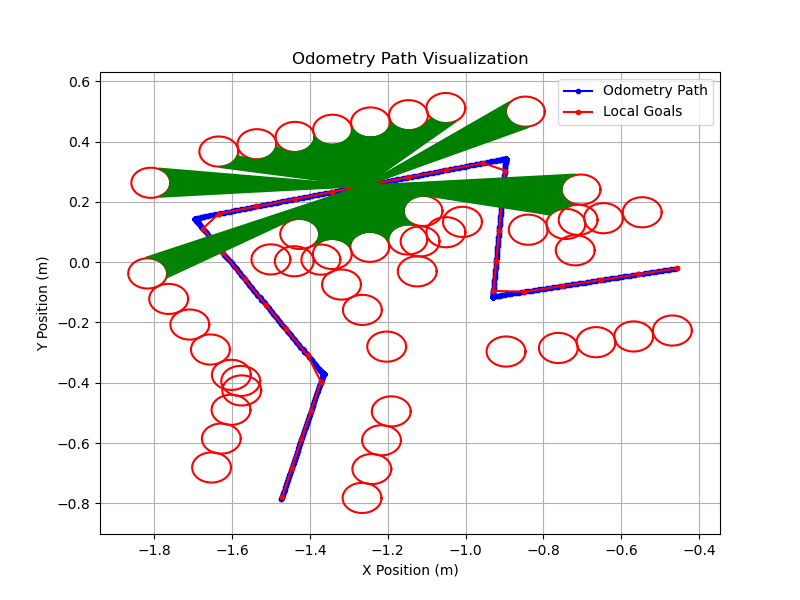 Odometry Path Visualization
Odometry Path
Local Goals
Y Position (m)
0.6
0.4
0.2
0.0
−0.2
−0.4
−0.6
−0.8
−1.8 −1.6 −1.4 −1.2 −1.0 −0.8 −0.6 −0.4
X Position (m)